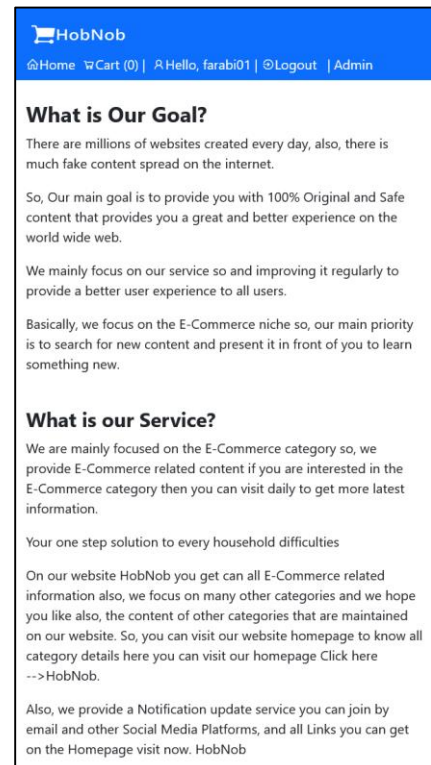 HobNob
Home Cart (0) | Hello, farabi01 | Logout | Admin
What is Our Goal?
There are millions of websites created every day, also, there is
much fake content spread on the internet.
So, Our main goal is to provide you with 100% Original and Safe
content that provides you a great and better experience on the
world wide web.
We mainly focus on our service so and improving it regularly to
provide a better user experience to all users.
Basically, we focus on the E-Commerce niche so, our main priority
is to search for new content and present it in front of you to learn
something new.
What is our Service?
We are mainly focused on the E-Commerce category so, we
provide E-Commerce related content if you are interested in the
E-Commerce category then you can visit daily to get more latest
information.
Your one step solution to every household difficulties
On our website HobNob you get can all E-Commerce related
information also, we focus on many other categories and we hope
you like also, the content of other categories that are maintained
on our website. So, you can visit our website homepage to know all
category details here you can visit our homepage Click here
-->HobNob.
Also, we provide a Notification update service you can join by
email and other Social Media Platforms, and all Links you can get
on the Homepage visit now. HobNob